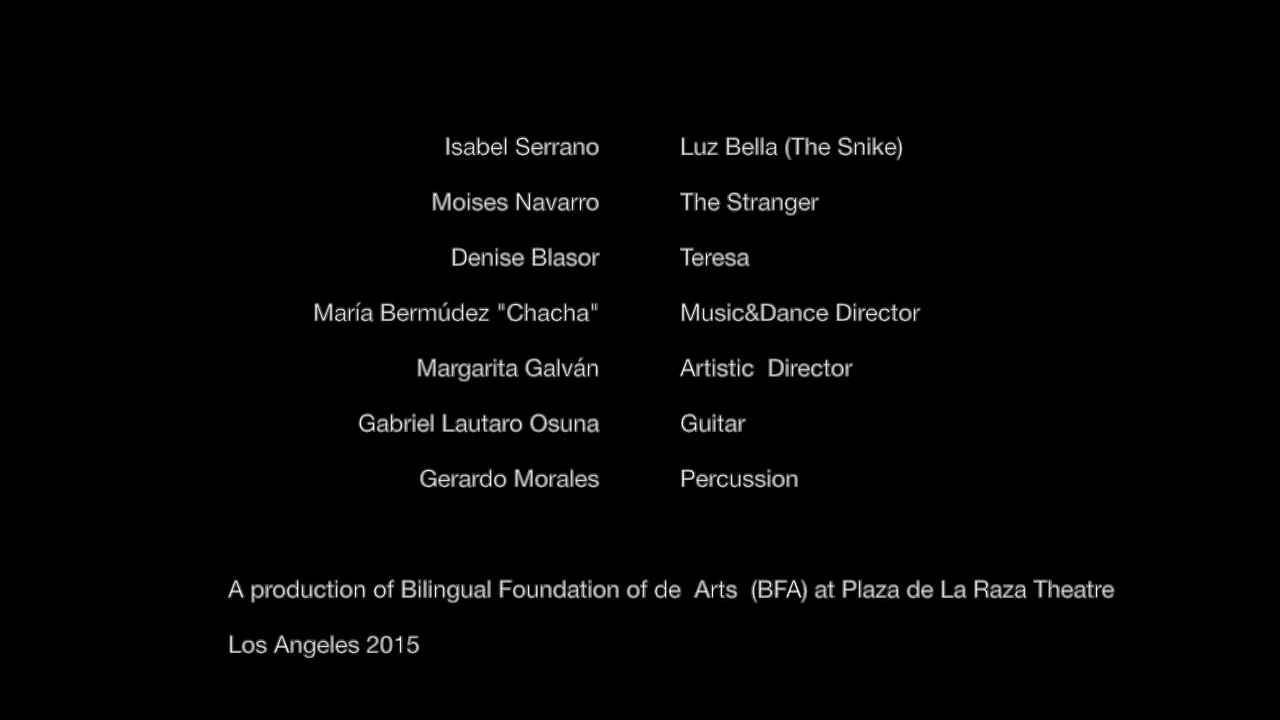 Isabel Serrano Luz Bella (The Snike)
Moises Navarro The Stranger
Denise Blasor Teresa
María Bermúdez "Chacha" Music&Dance Director
Margarita Galván Artistic  Director
Gabriel Lautaro Osuna Guitar
Gerardo Morales Percussion
A production of Bilingual Foundation of de  Arts  (BFA) at Plaza de La Raza Theatre
Los Angeles 2015